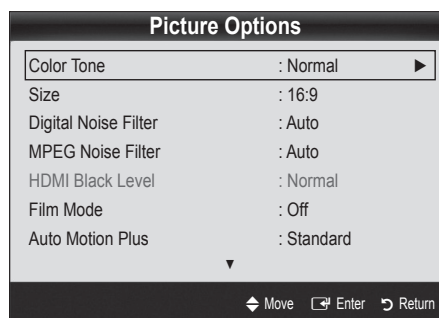 Picture Options
Color Tone : Normal ▶
Size : 16:9
Digital Noise Filter : Auto
MPEG Noise Filter : Auto
HDMI Black Level : Normal
Film Mode : Off
Auto Motion Plus : Standard
▼
Move Enter Return